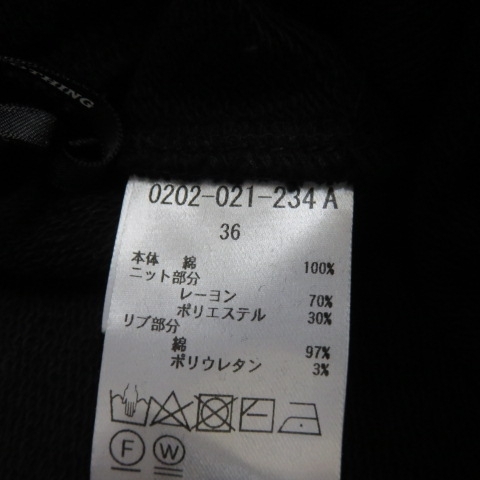 THING
0202-021-234 A
36
本体 綿 100%
ニット部分
レーヨン 70%
ポリエステル 30%
リブ部分
綿 97%
ポリウレタン 3%
F W